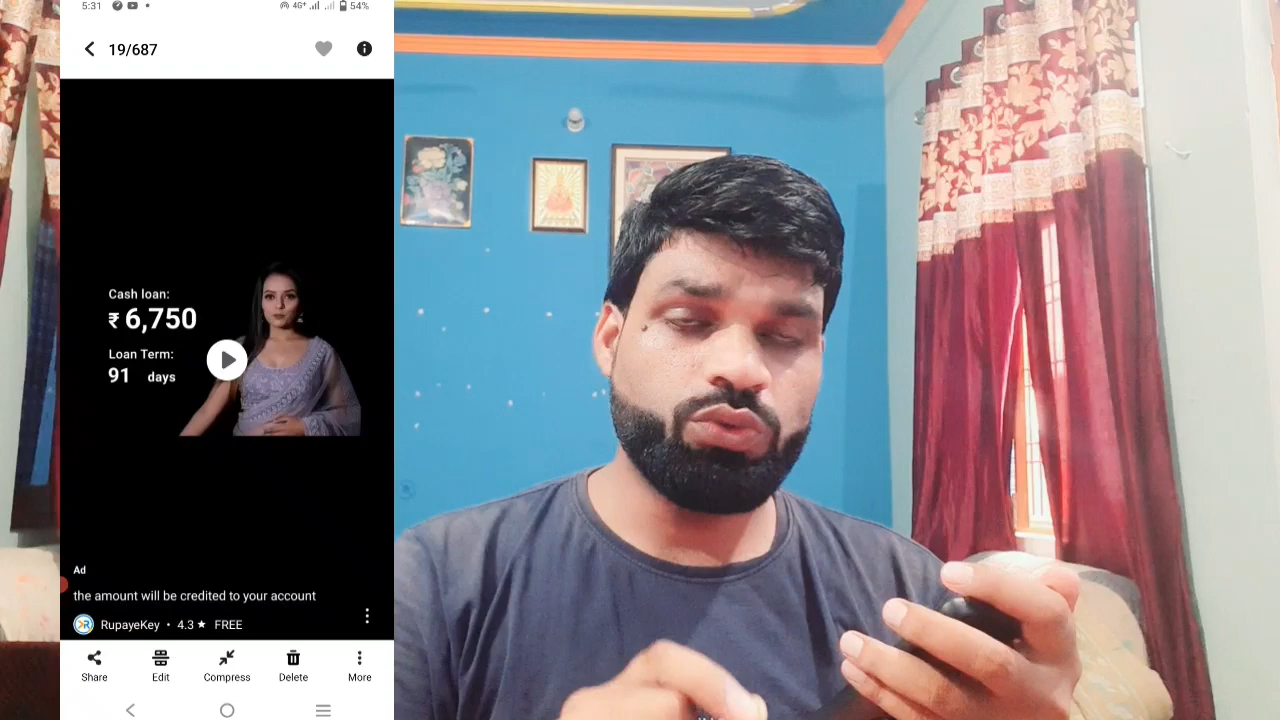 5:31 4G+ 54%
19/687
Cash loan:
₹ 6,750
Loan Term:
91 days
Ad
the amount will be credited to your account
RupayeKey • 4.3 ★ FREE
Share Edit Compress Delete More